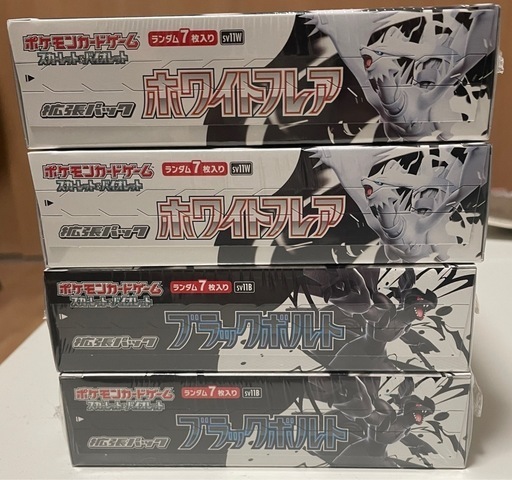 ポケモンカードゲーム
スカーレット&バイオレット
ランダム7枚入り sv11W
拡張パック
ホワイトフレア
ポケモンカードゲーム
スカーレット&バイオレット
ランダム7枚入り sv11W
拡張パック
ホワイトフレア
ポケモンカードゲーム
スカーレット&バイオレット
ランダム7枚入り sv11B
拡張パック
ブラックボルト
ポケモンカードゲーム
スカーレット&バイオレット
ランダム7枚入り sv11B
拡張パック
ブラックボルト